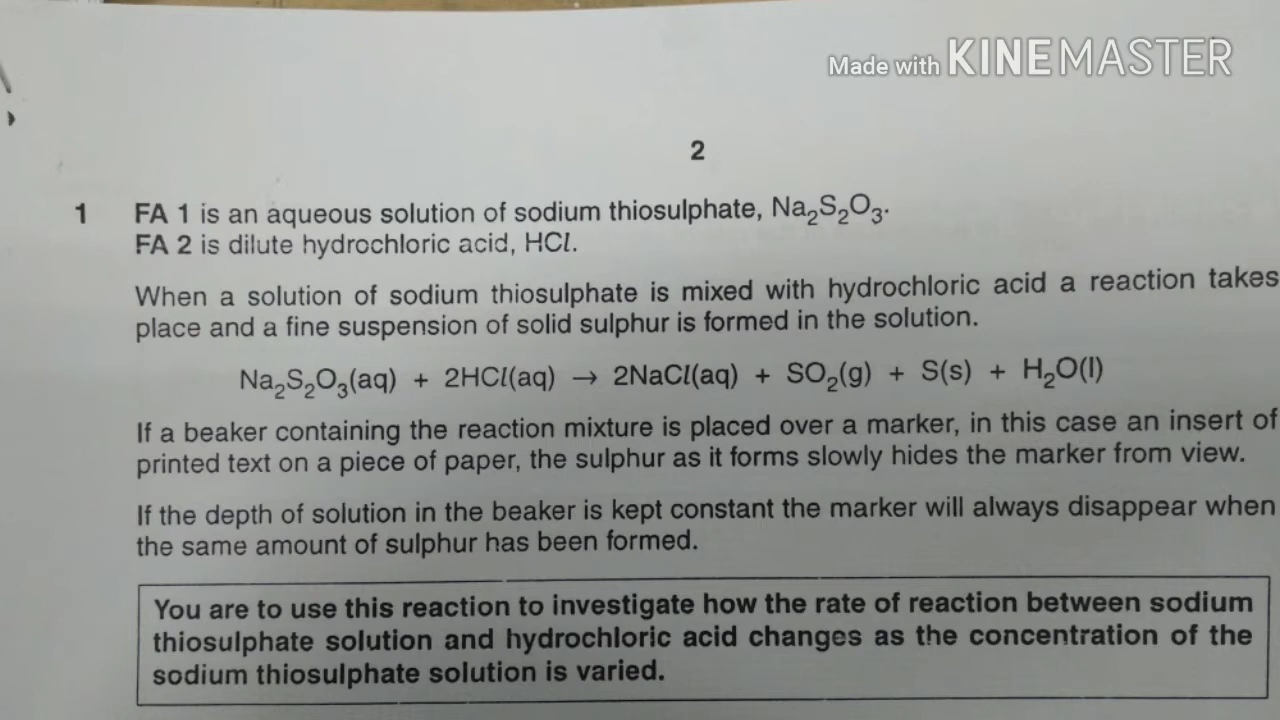 Made with KINEMASTER
2
1 FA 1 is an aqueous solution of sodium thiosulphate, Na₂S₂O₃.
FA 2 is dilute hydrochloric acid, HCl.
When a solution of sodium thiosulphate is mixed with hydrochloric acid a reaction takes
place and a fine suspension of solid sulphur is formed in the solution.
Na₂S₂O₃(aq) + 2HCl(aq) → 2NaCl(aq) + SO₂(g) + S(s) + H₂O(l)
If a beaker containing the reaction mixture is placed over a marker, in this case an insert of
printed text on a piece of paper, the sulphur as it forms slowly hides the marker from view.
If the depth of solution in the beaker is kept constant the marker will always disappear when
the same amount of sulphur has been formed.
You are to use this reaction to investigate how the rate of reaction between sodium
thiosulphate solution and hydrochloric acid changes as the concentration of the
sodium thiosulphate solution is varied.